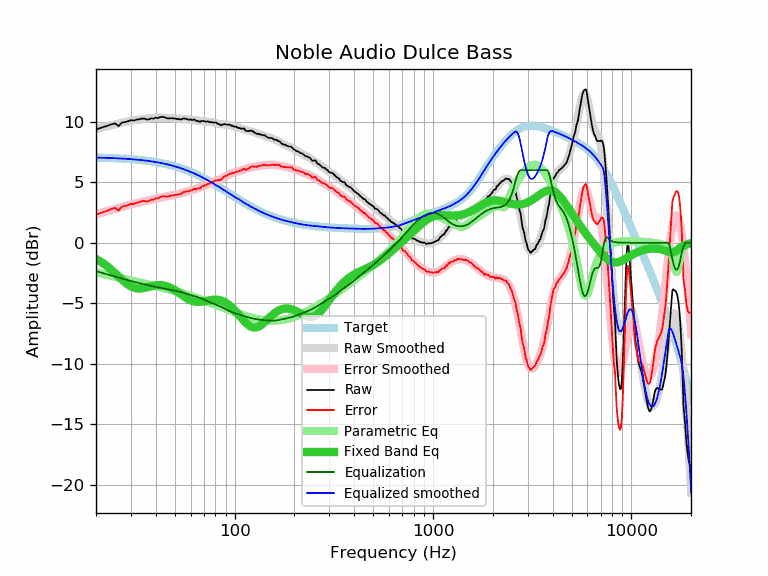 Noble Audio Dulce Bass
Amplitude (dBr)
10
5
0
−5
−10
−15
−20
Target
Raw Smoothed
Error Smoothed
Raw
Error
Parametric Eq
Fixed Band Eq
Equalization
Equalized smoothed
100 1000 10000
Frequency (Hz)